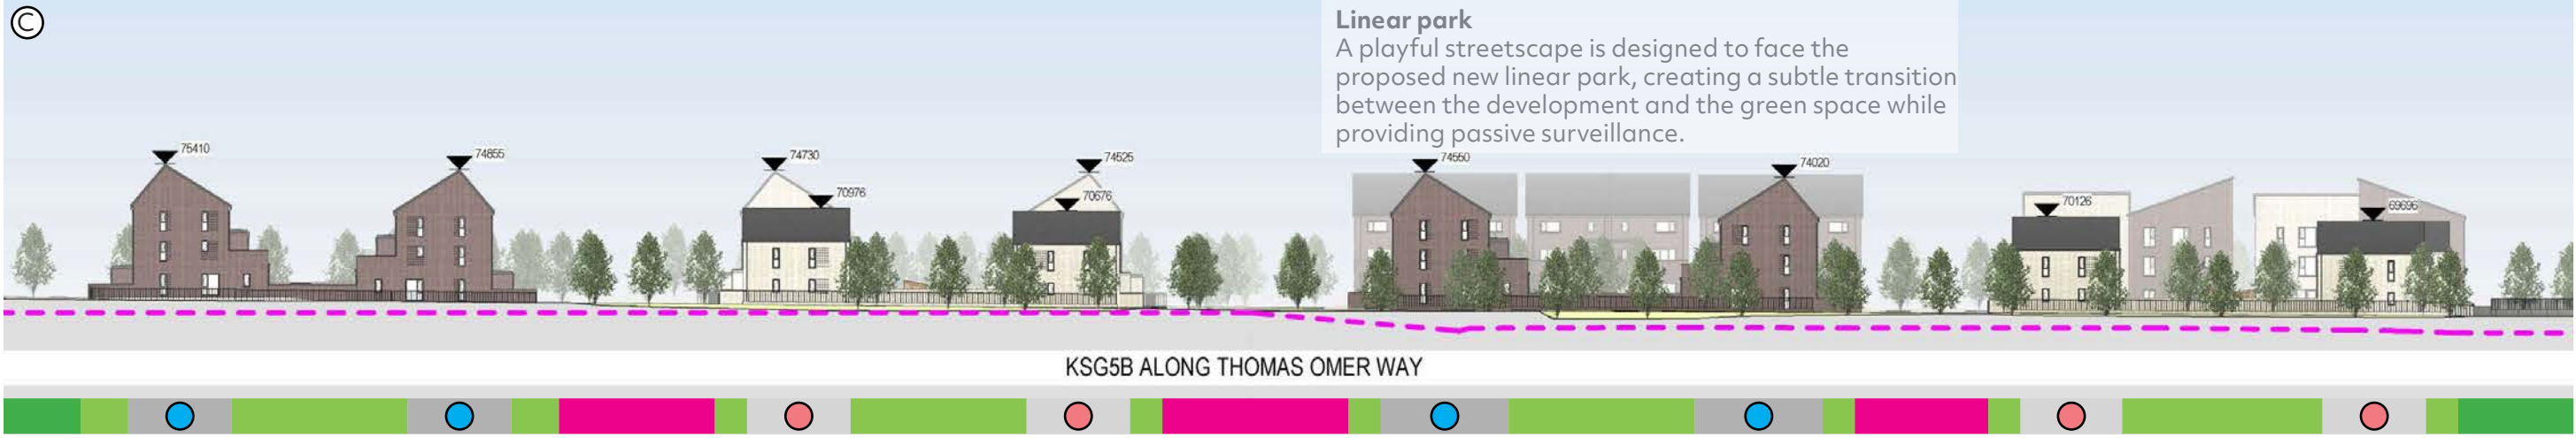 ©
Linear park
A playful streetscape is designed to face the
proposed new linear park, creating a subtle transition
between the development and the green space while
providing passive surveillance.
75410
74855
74730
70976
74525
70676
74550
74020
70126
69696
KSG5B ALONG THOMAS OMER WAY